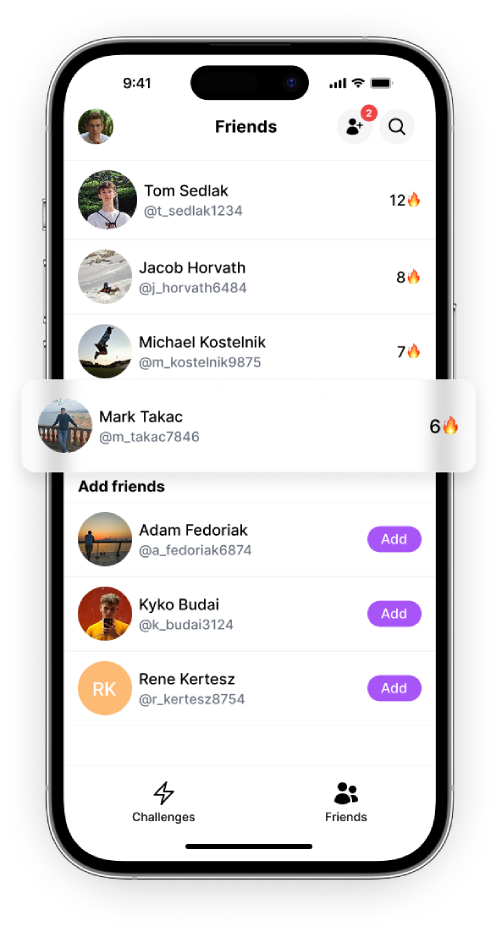 9:41
Friends
2
Tom Sedlak
@t_sedlak1234
12🔥
Jacob Horvath
@j_horvath6484
8🔥
Michael Kostelnik
@m_kostelnik9875
7🔥
Mark Takac
@m_takac7846
6🔥
Add friends
Adam Fedoriak
@a_fedoriak6874
Add
Kyko Budai
@k_budai3124
Add
RK
Rene Kertesz
@r_kertesz8754
Add
Challenges
Friends